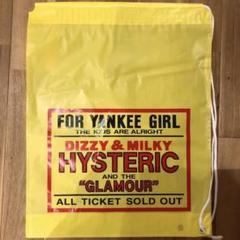 FOR YANKEE GIRL
THE KIDS ARE ALRIGHT
DIZZY & MILKY
HYSTERIC
AND THE
"GLAMOUR"
ALL TICKET SOLD OUT